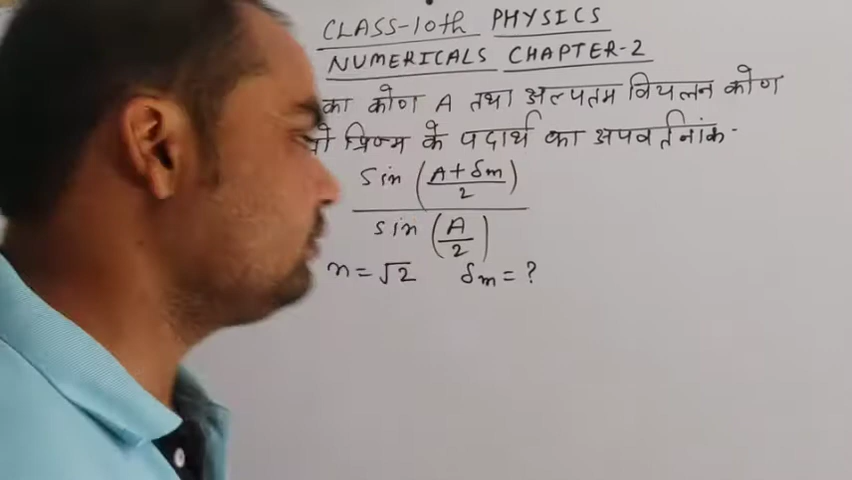 CLASS-10th PHYSICS
NUMERICALS CHAPTER-2
का कोण A तथा अल्पतम विचलन कोण
प्रिज्म के पदार्थ का अपवर्तनांक
sin (A+δm/2)
sin (A/2)
n=√2 δm=?